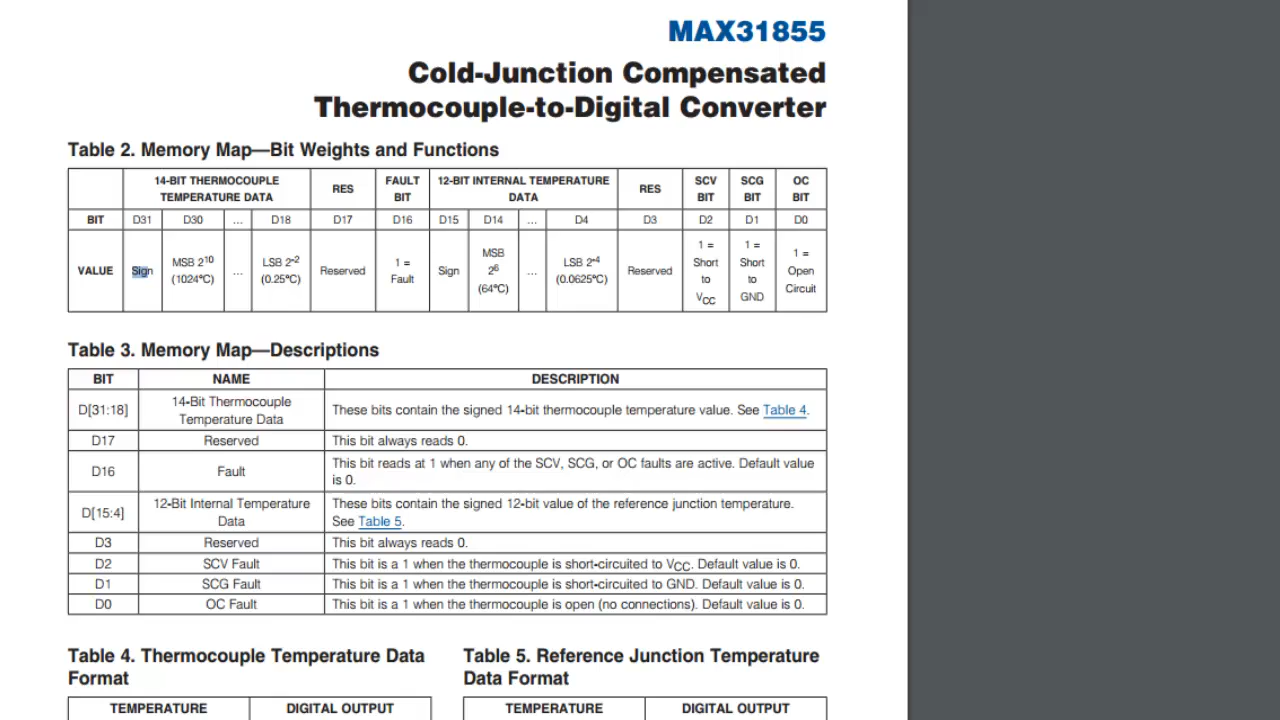 MAX31855
Cold-Junction Compensated
Thermocouple-to-Digital Converter
Table 2. Memory Map—Bit Weights and Functions
14-BIT THERMOCOUPLE TEMPERATURE DATA RES FAULT BIT 12-BIT INTERNAL TEMPERATURE DATA RES SCV BIT SCG BIT OC BIT
BIT D31 D30 ... D18 D17 D16 D15 D14 ... D4 D3 D2 D1 D0
VALUE Sign MSB 2¹⁰ (1024°C) ... LSB 2⁻² (0.25°C) Reserved 1 = Fault Sign MSB 2⁶ (64°C) ... LSB 2⁻⁴ (0.0625°C) Reserved 1 = Short to VCC 1 = Short to GND 1 = Open Circuit
Table 3. Memory Map—Descriptions
BIT NAME DESCRIPTION
D[31:18] 14-Bit Thermocouple Temperature Data These bits contain the signed 14-bit thermocouple temperature value. See Table 4.
D17 Reserved This bit always reads 0.
D16 Fault This bit reads at 1 when any of the SCV, SCG, or OC faults are active. Default value is 0.
D[15:4] 12-Bit Internal Temperature Data These bits contain the signed 12-bit value of the reference junction temperature. See Table 5.
D3 Reserved This bit always reads 0.
D2 SCV Fault This bit is a 1 when the thermocouple is short-circuited to VCC. Default value is 0.
D1 SCG Fault This bit is a 1 when the thermocouple is short-circuited to GND. Default value is 0.
D0 OC Fault This bit is a 1 when the thermocouple is open (no connections). Default value is 0.
Table 4. Thermocouple Temperature Data
Format
TEMPERATURE DIGITAL OUTPUT
Table 5. Reference Junction Temperature
Data Format
TEMPERATURE DIGITAL OUTPUT